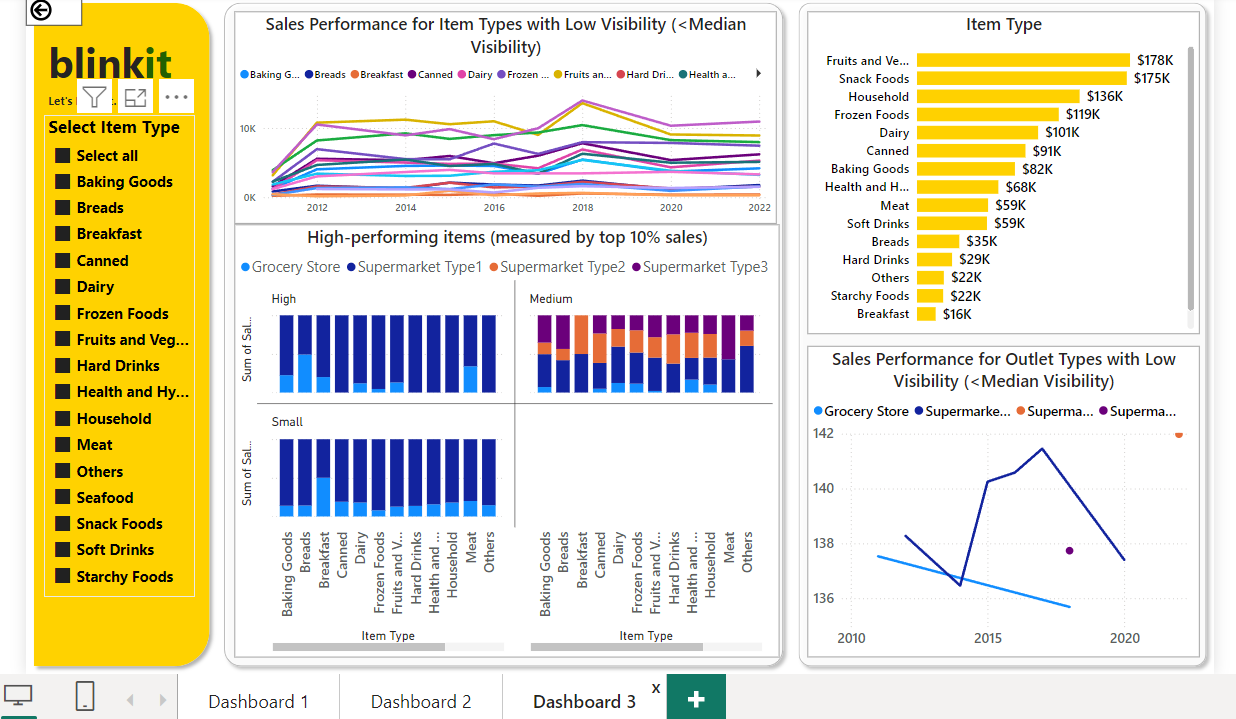 blinkit
Let's
Select Item Type
Select all
Baking Goods
Breads
Breakfast
Canned
Dairy
Frozen Foods
Fruits and Veg...
Hard Drinks
Health and Hy...
Household
Meat
Others
Seafood
Snack Foods
Soft Drinks
Starchy Foods
Sales Performance for Item Types with Low Visibility (<Median
Visibility)
Baking G... Breads Breakfast Canned Dairy Frozen ... Fruits an... Hard Dri... Health a...
10K
0K
2012 2014 2016 2018 2020 2022
High-performing items (measured by top 10% sales)
Grocery Store Supermarket Type1 Supermarket Type2 Supermarket Type3
High
Medium
Sum of Sal...
Small
Sum of Sal...
Baking Goods
Breads
Breakfast
Canned
Dairy
Frozen Foods
Fruits and V...
Hard Drinks
Health and ...
Household
Meat
Others
Item Type
Baking Goods
Breads
Breakfast
Canned
Dairy
Frozen Foods
Fruits and V...
Hard Drinks
Health and ...
Household
Meat
Others
Item Type
Item Type
Fruits and Ve... $178K
Snack Foods $175K
Household $136K
Frozen Foods $119K
Dairy $101K
Canned $91K
Baking Goods $82K
Health and H... $68K
Meat $59K
Soft Drinks $59K
Breads $35K
Hard Drinks $29K
Others $22K
Starchy Foods $22K
Breakfast $16K
Sales Performance for Outlet Types with Low
Visibility (<Median Visibility)
Grocery Store Supermarke... Superma... Superma...
142
140
138
136
2010 2015 2020
Dashboard 1 Dashboard 2 Dashboard 3 x